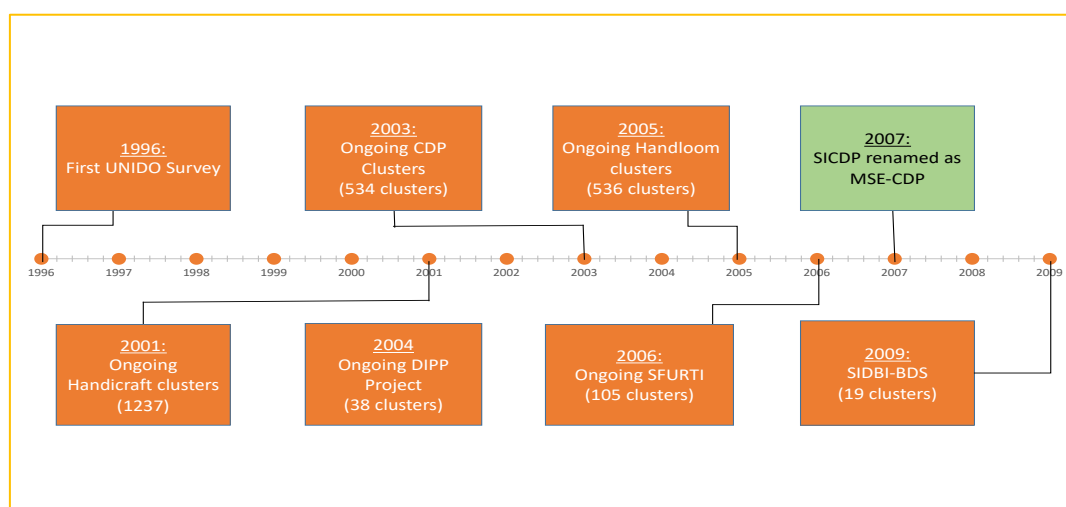 1996:
First UNIDO Survey
2003:
Ongoing CDP
Clusters
(534 clusters)
2005:
Ongoing Handloom
clusters
(536 clusters)
2007:
SICDP renamed as
MSE-CDP
1996 1997 1998 1999 2000 2001 2002 2003 2004 2005 2006 2007 2008 2009
2001:
Ongoing
Handicraft clusters
(1237)
2004
Ongoing DIPP
Project
(38 clusters)
2006:
Ongoing SFURTI
(105 clusters)
2009:
SIDBI-BDS
(19 clusters)